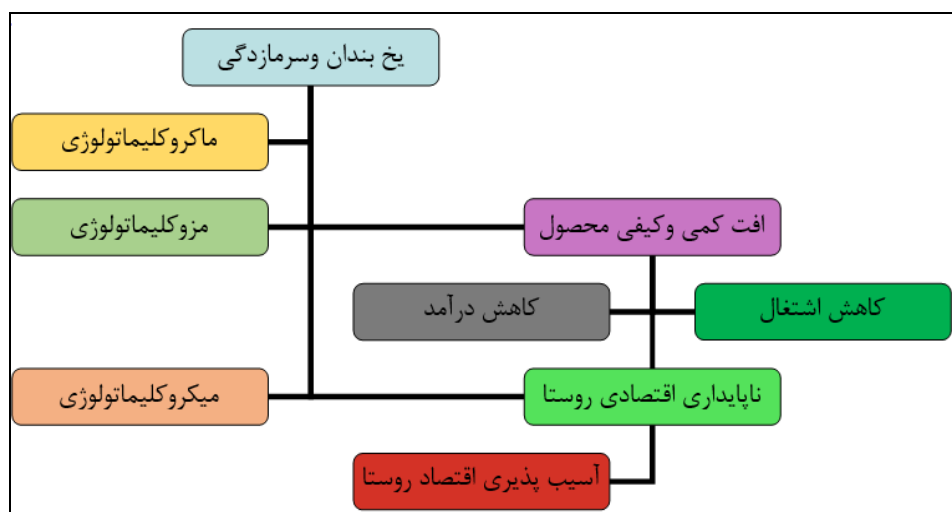 یخ بندان وسرمازدگی
ماکروکلیماتولوژی
افت کمی وکیفی محصول
مزوکلیماتولوژی
کاهش اشتغال
کاهش درآمد
ناپایداری اقتصادی روستا
میکروکلیماتولوژی
آسیب پذیری اقتصاد روستا